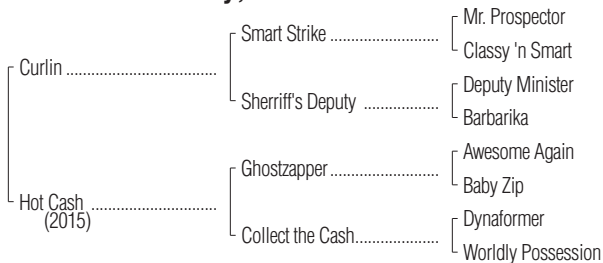 Mr. Prospector
Smart Strike ............................
Classy 'n Smart
Curlin .......................................
Deputy Minister
Sherriff's Deputy ...................
Barbarika
Awesome Again
Ghostzapper............................
Baby Zip
Hot Cash .................................
(2015)
Dynaformer
Collect the Cash.....................
Worldly Possession